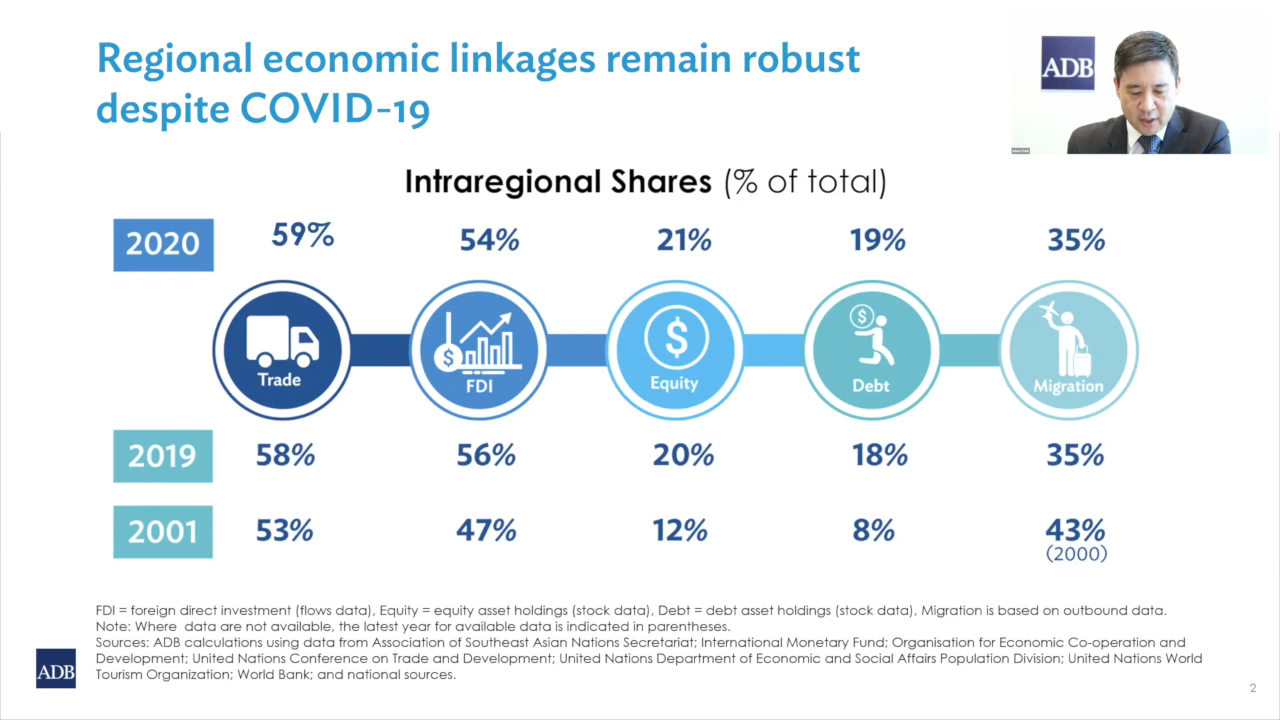 Regional economic linkages remain robust
despite COVID-19
ADB
Intraregional Shares (% of total)
2020 59% 54% 21% 19% 35%
Trade FDI Equity Debt Migration
2019 58% 56% 20% 18% 35%
2001 53% 47% 12% 8% 43%
(2000)
FDI = foreign direct investment (flows data), Equity = equity asset holdings (stock data), Debt = debt asset holdings (stock data), Migration is based on outbound data.
Note: Where data are not available, the latest year for available data is indicated in parentheses.
Sources: ADB calculations using data from Association of Southeast Asian Nations Secretariat; International Monetary Fund; Organisation for Economic Co-operation and
Development; United Nations Conference on Trade and Development; United Nations Department of Economic and Social Affairs Population Division; United Nations World
Tourism Organization; World Bank; and national sources.
ADB
2